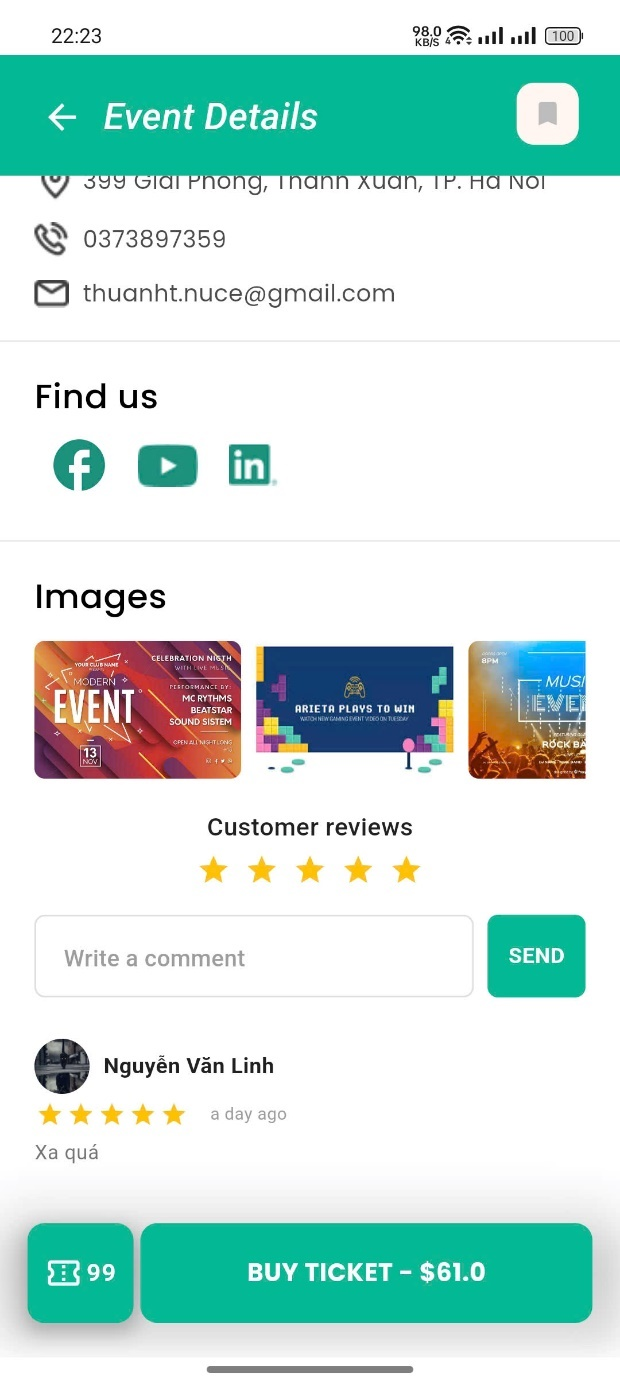 22:23
98.0
KB/S
4
100
Event Details
399 Giải Phóng, Thanh Xuân, TP. Hà Nội
0373897359
thuanht.nuce@gmail.com
Find us
in
Images
YOUR CLUB NAME
MODERN
EVENT
13
NOV
CELEBRATION NIGTH
WITH LIVE MUSIC
PERFORMANCE BY:
MC RYTHMS
BEATSTAR
SOUND SISTEM
OPEN ALL NIGHT LONG
ARIETA PLAYS TO WIN
WATCH NEW GAMING EVENT VIDEO ON TUESDAY
8PM
MUSI
EVE
ROCK BA
Customer reviews
Write a comment
SEND
Nguyễn Văn Linh
a day ago
Xa quá
99
BUY TICKET - $61.0